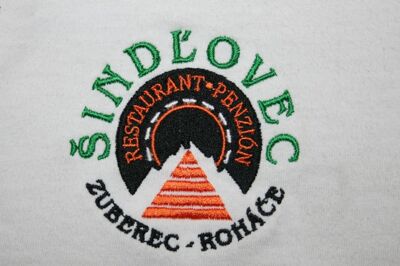 ŠINDĽOVEC
RESTAURANT • PENZIÓN
ZUBEREC - ROHÁČE